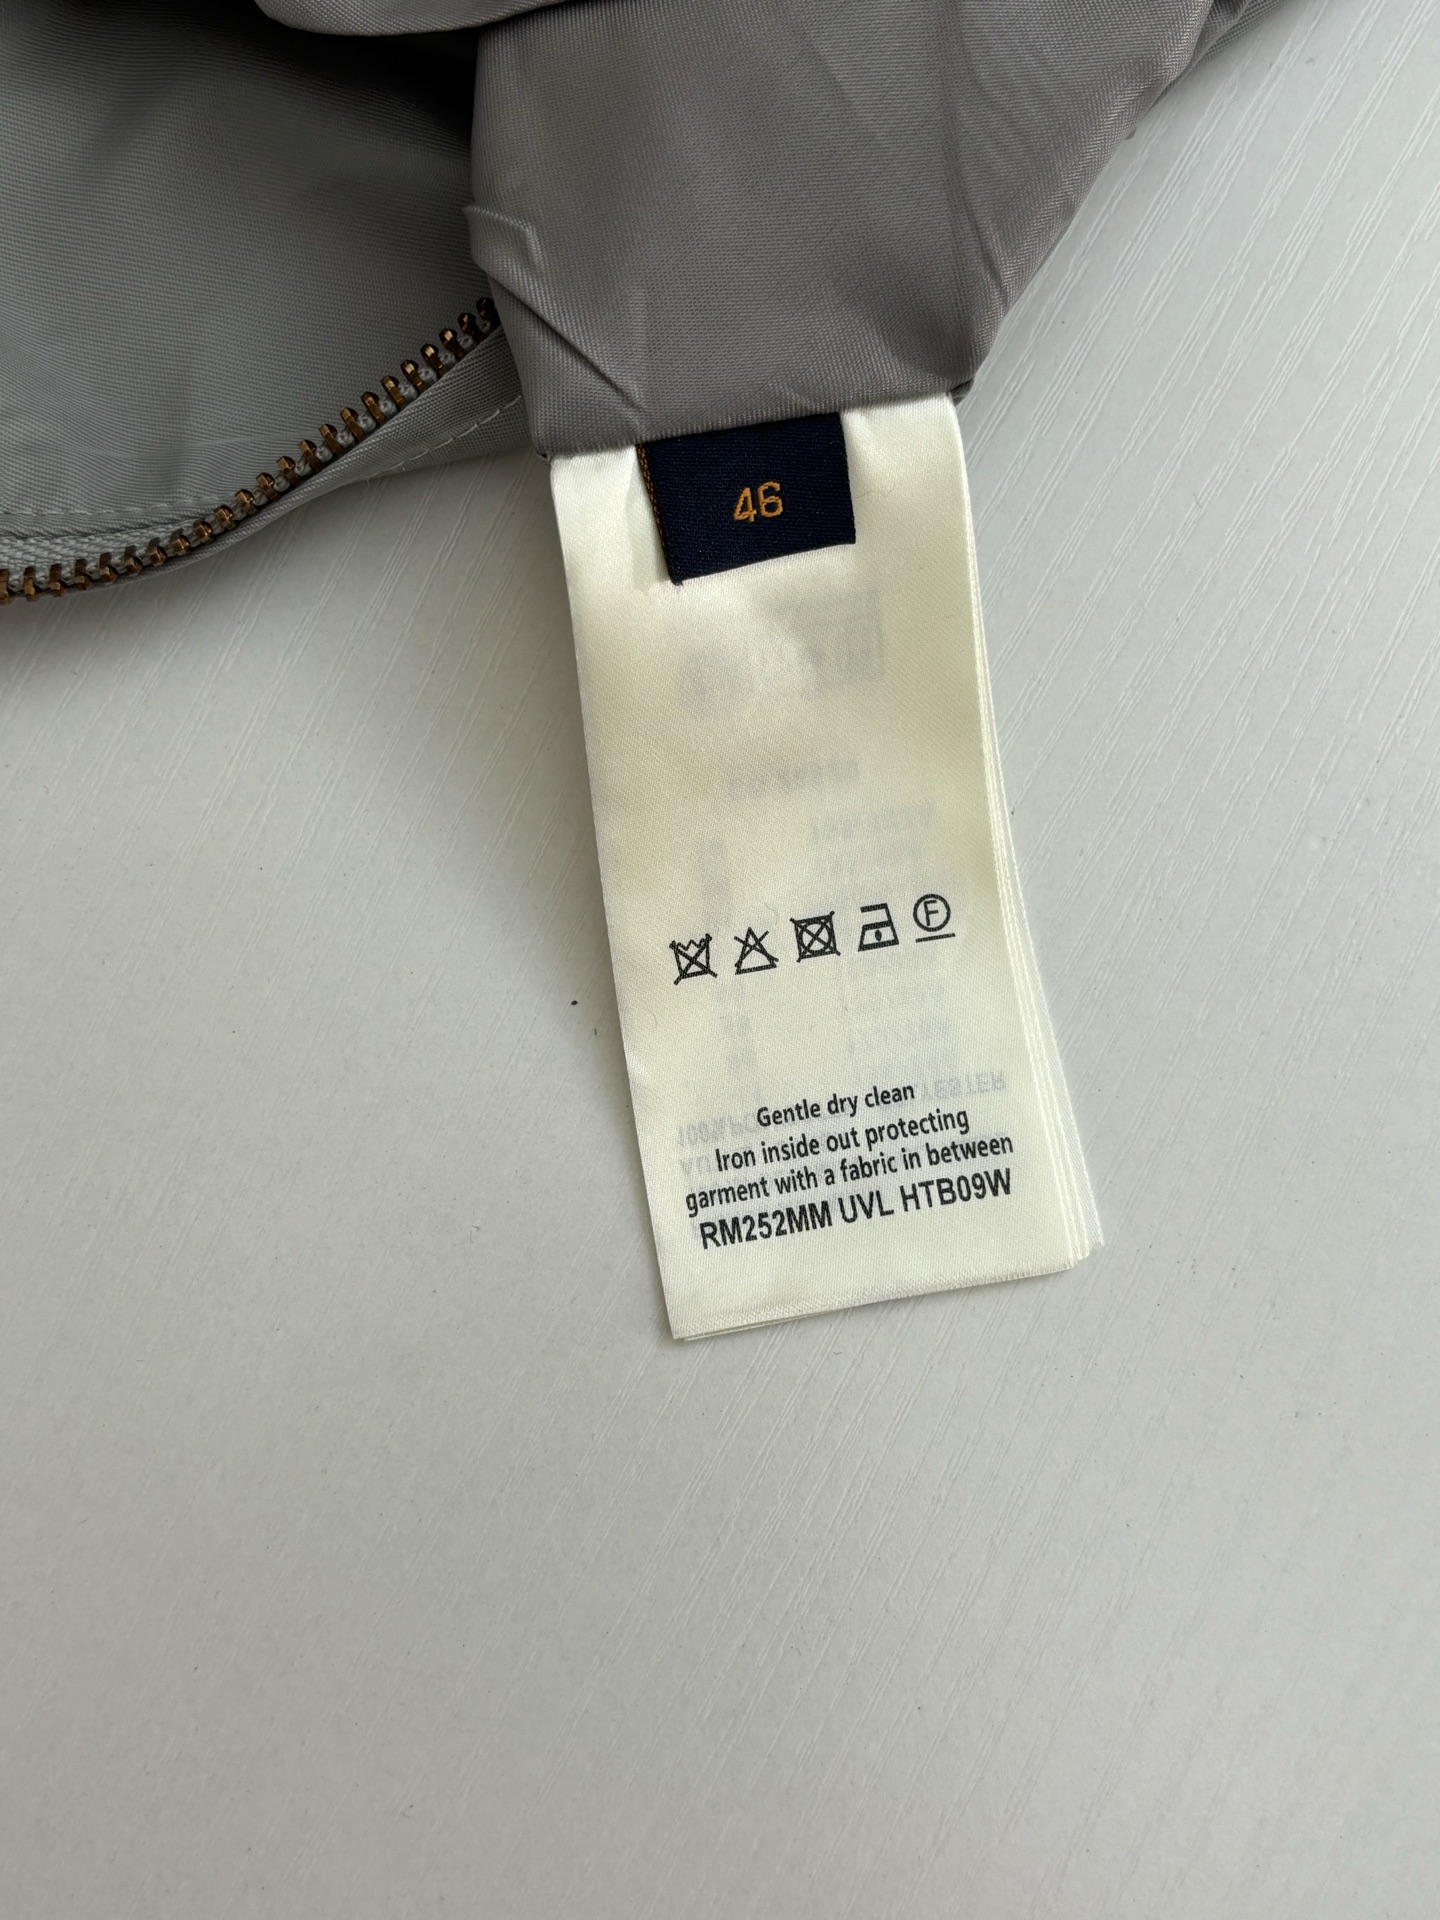 46
F
Gentle dry clean
Iron inside out protecting
garment with a fabric in between
RM252MM UVL HTB09W